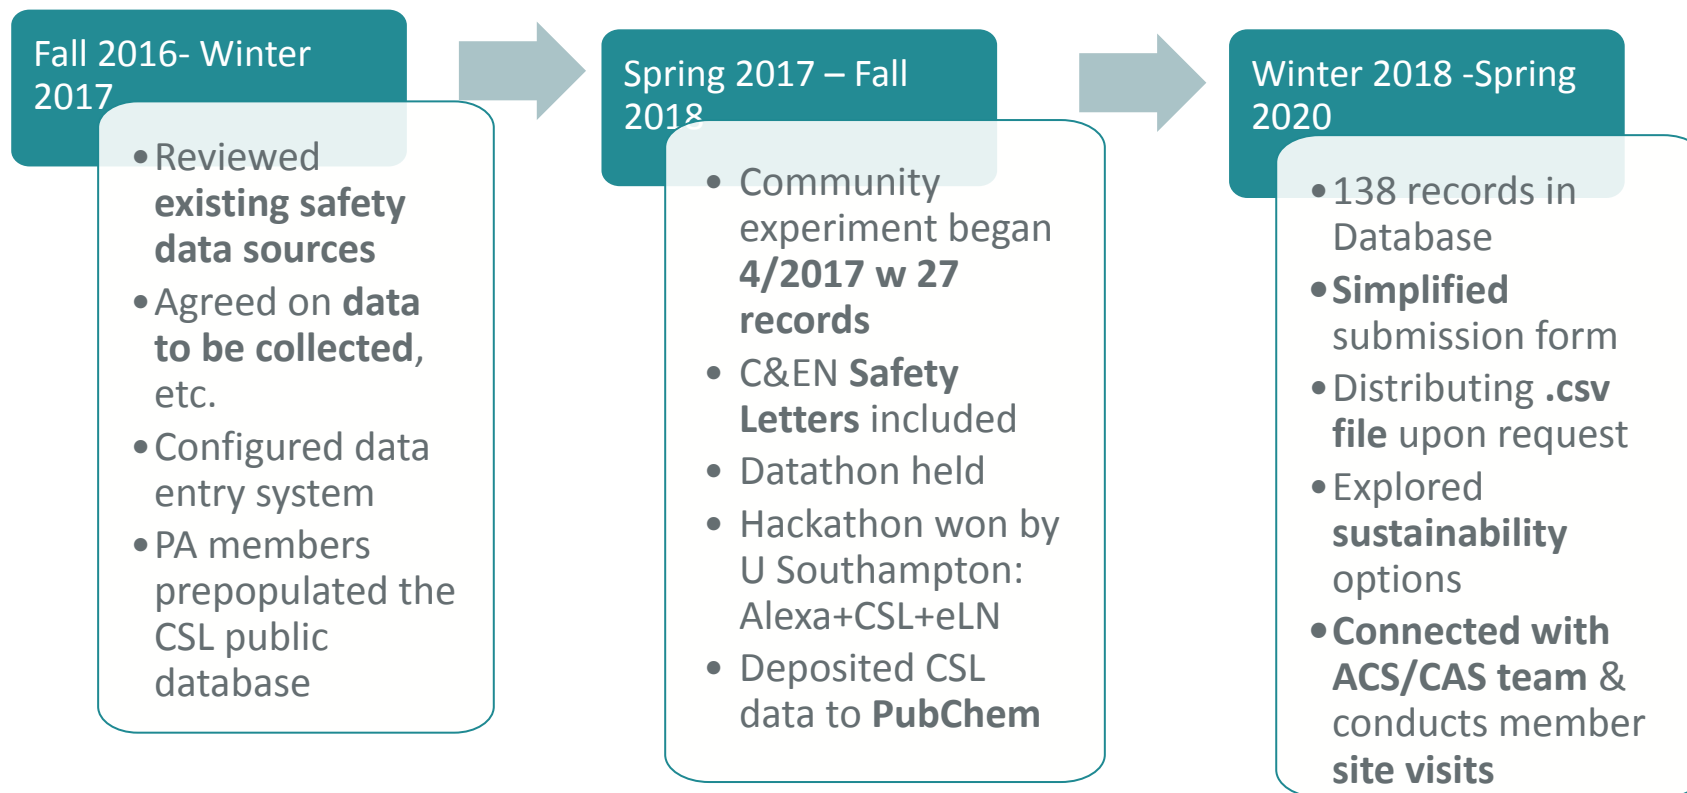 Fall 2016- Winter
2017
•Reviewed
existing safety
data sources
•Agreed on data
to be collected,
etc.
•Configured data
entry system
•PA members
prepopulated the
CSL public
database
Spring 2017 – Fall
2018
• Community
experiment began
4/2017 w 27
records
• C&EN Safety
Letters included
• Datathon held
• Hackathon won by
U Southampton:
Alexa+CSL+eLN
• Deposited CSL
data to PubChem
Winter 2018 -Spring
2020
•138 records in
Database
•Simplified
submission form
•Distributing .csv
file upon request
•Explored
sustainability
options
•Connected with
ACS/CAS team &
conducts member
site visits